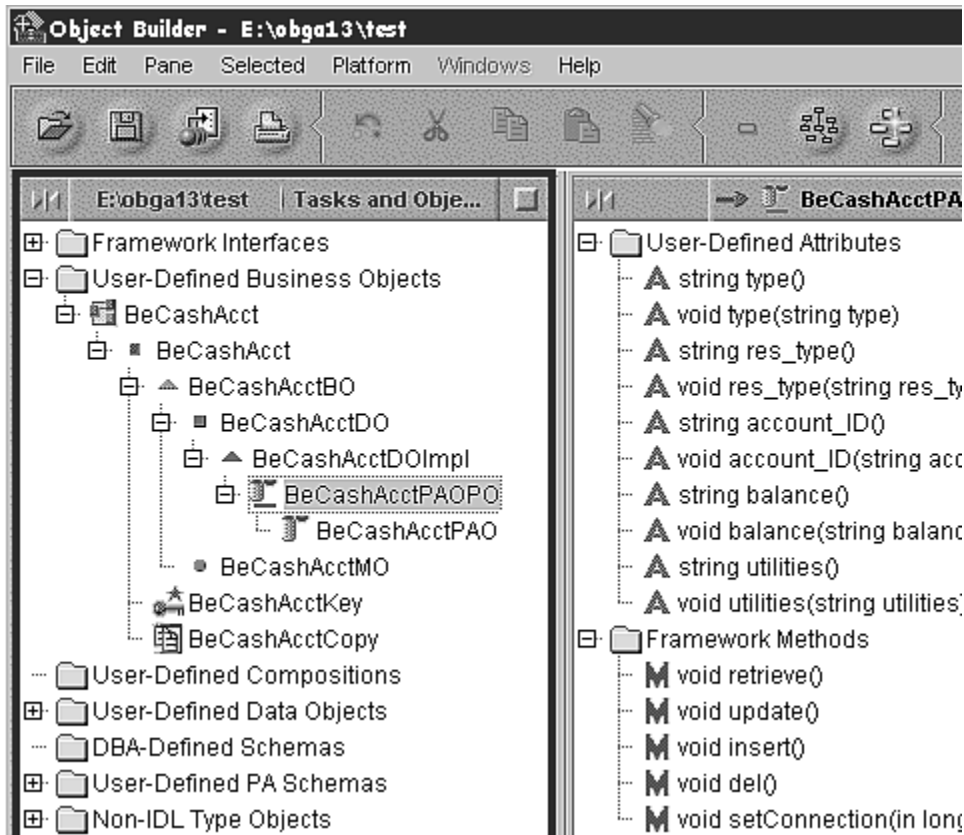 Object Builder - E:\obga13\test
File Edit Pane Selected Platform Windows Help
E:\obga13\test Tasks and Obje...
Framework Interfaces
User-Defined Business Objects
BeCashAcct
BeCashAcct
BeCashAcctBO
BeCashAcctDO
BeCashAcctDOImpl
BeCashAcctPAOPO
BeCashAcctPAO
BeCashAcctMO
BeCashAcctKey
BeCashAcctCopy
User-Defined Compositions
User-Defined Data Objects
DBA-Defined Schemas
User-Defined PA Schemas
Non-IDL Type Objects
BeCashAcctPA
User-Defined Attributes
A string type()
A void type(string type)
A string res_type()
A void res_type(string res_ty
A string account_ID()
A void account_ID(string acc
A string balance()
A void balance(string balanc
A string utilities()
A void utilities(string utilities)
Framework Methods
M void retrieve()
M void update()
M void insert()
M void del()
M void setConnection(in long